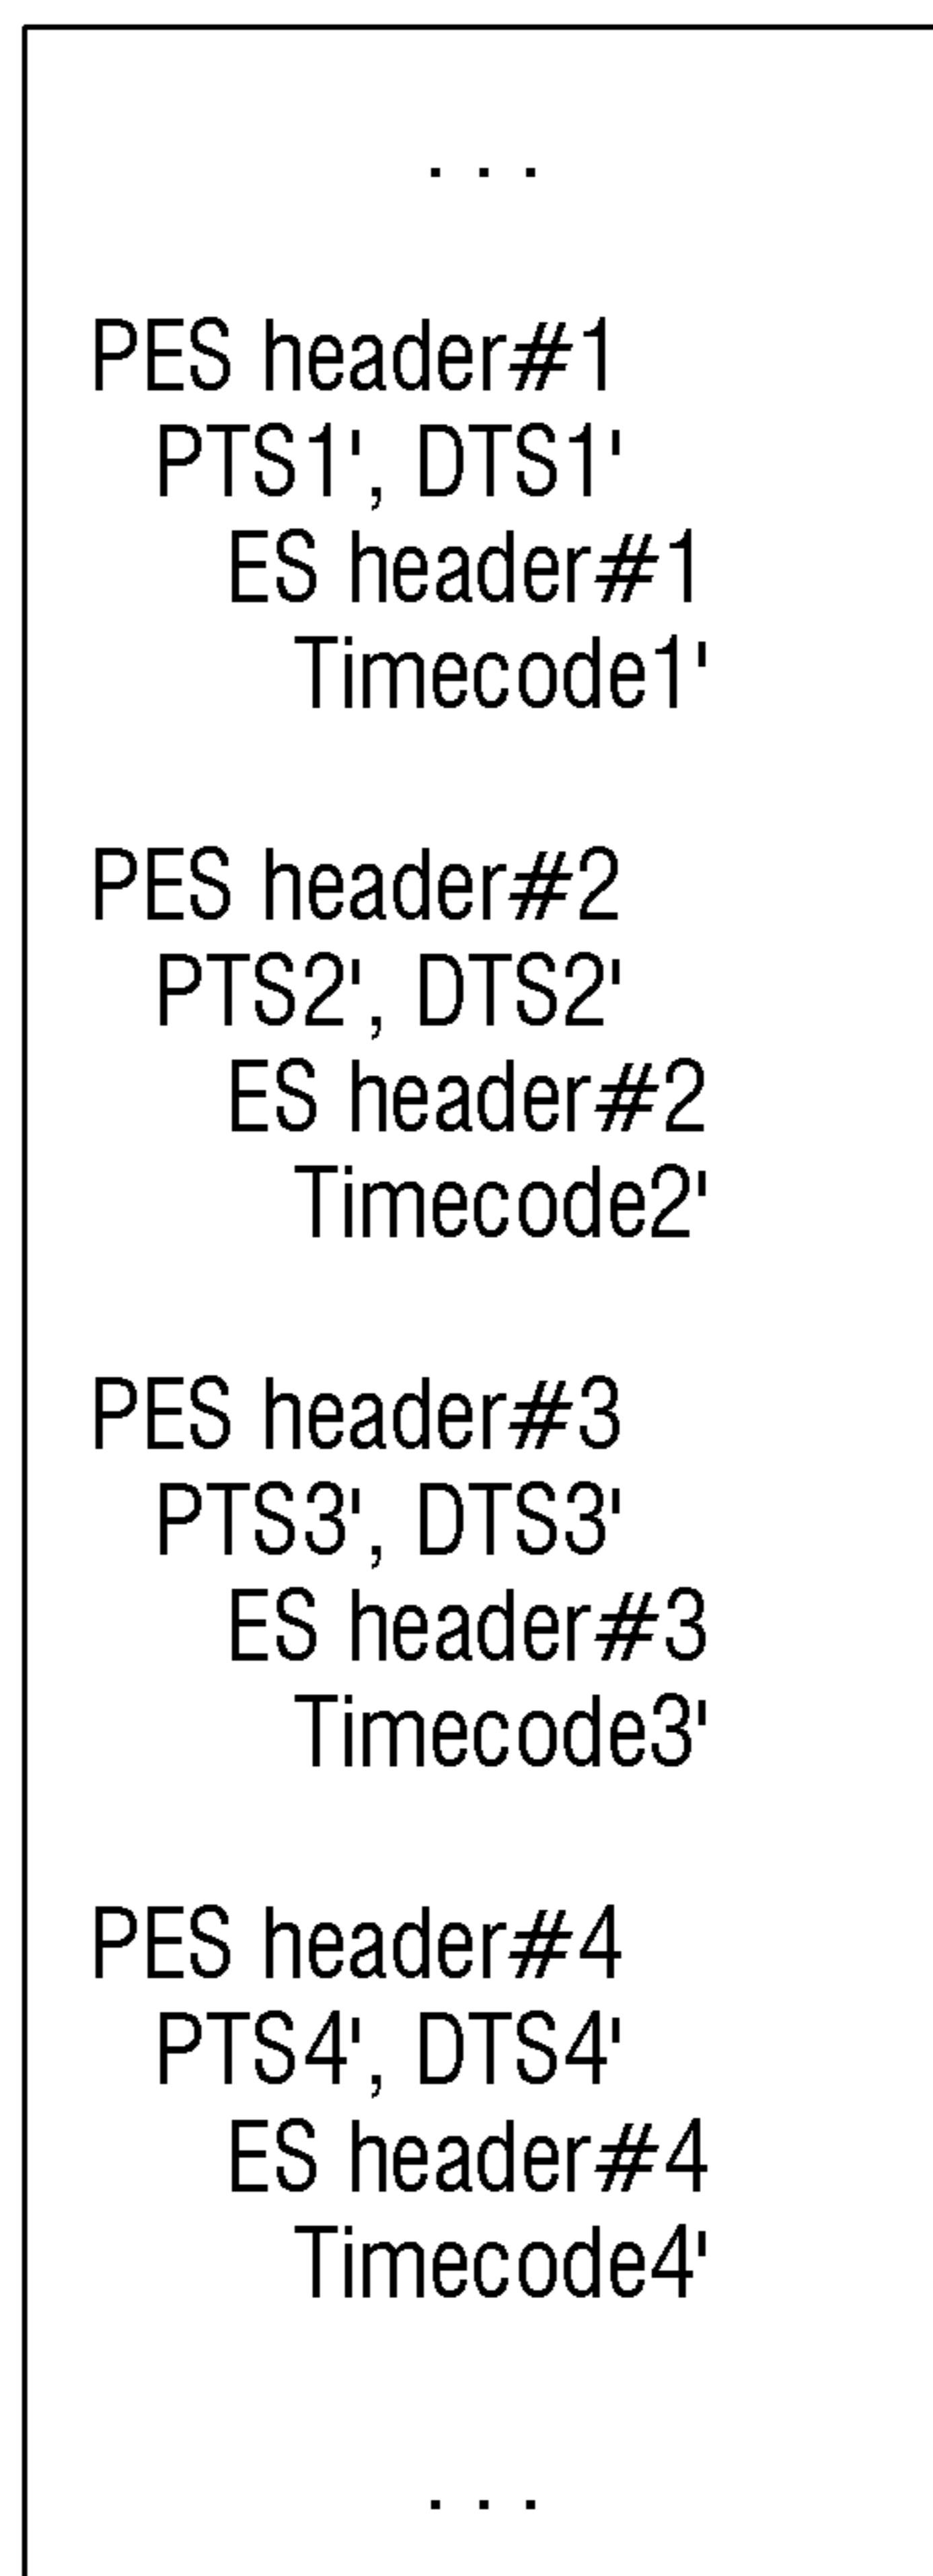 . . .
PES header#1
PTS1', DTS1'
ES header#1
Timecode1'
PES header#2
PTS2', DTS2'
ES header#2
Timecode2'
PES header#3
PTS3', DTS3'
ES header#3
Timecode3'
PES header#4
PTS4', DTS4'
ES header#4
Timecode4'
. . .